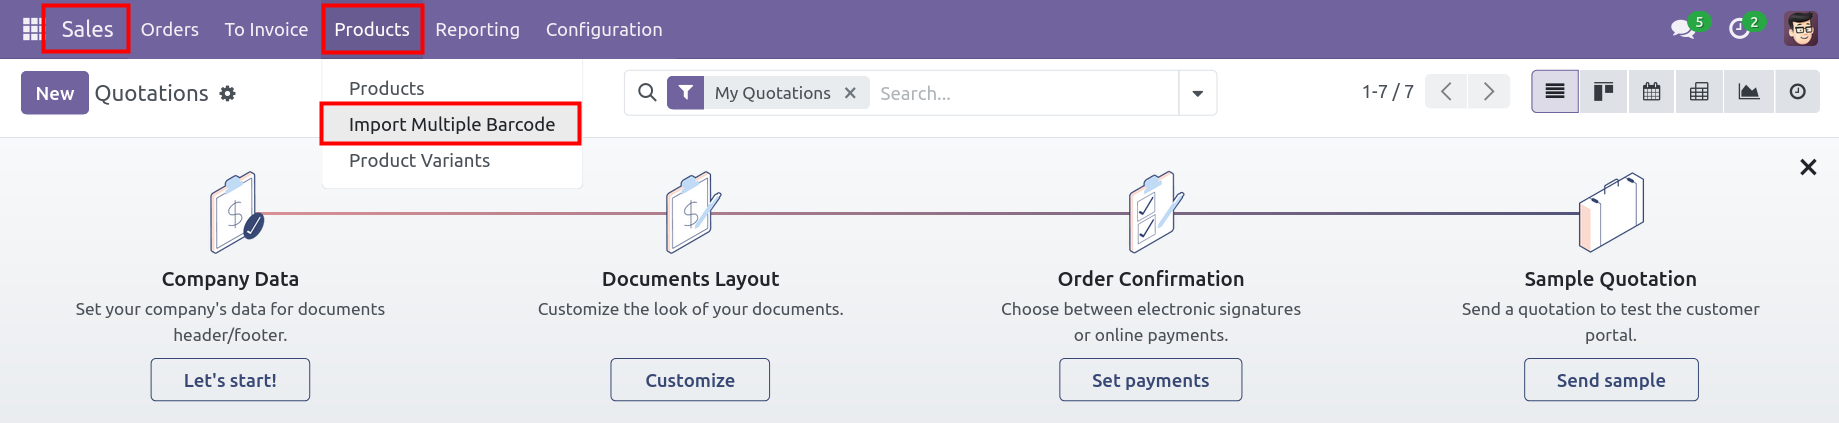 Sales Orders To Invoice Products Reporting Configuration 5 2
New Quotations My Quotations Search... 1-7 / 7
Products
Import Multiple Barcode
Product Variants
Company Data
Set your company's data for documents
header/footer.
Let's start!
Documents Layout
Customize the look of your documents.
Customize
Order Confirmation
Choose between electronic signatures
or online payments.
Set payments
Sample Quotation
Send a quotation to test the customer
portal.
Send sample